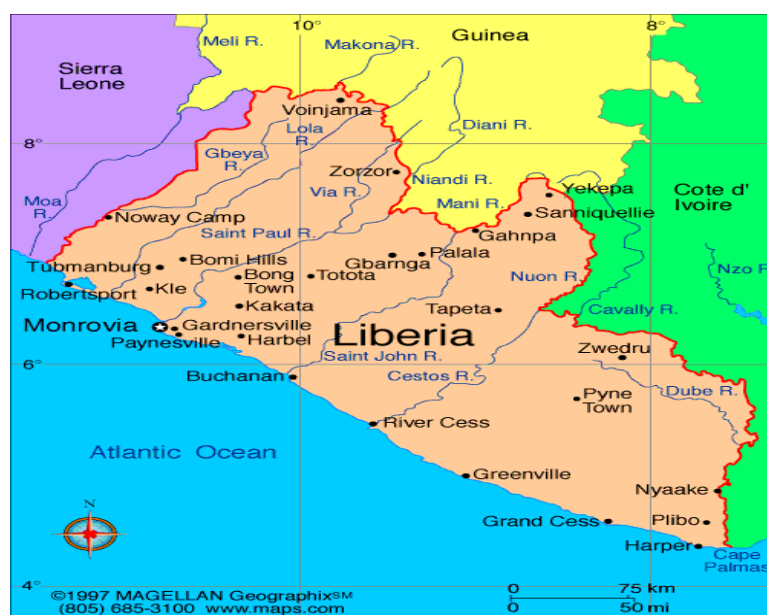 10°
8°
Meli R.
Makona R.
Guinea
Sierra
Leone
Voinjama
Lola
R.
Diani R.
8°
Gbeya
R.
Zorzor
Niandi R.
Yekepa
Cote d'
Ivoire
Moa
R.
Via R.
Mani R.
Noway Camp
Sanniquellie
Saint Paul R.
Gahnpa
Bomi Hills
Gbarnga
Palala
Tubmanburg
Bong
Town
Totota
Nuon R.
Nzo R
Robertsport
Kle
Kakata
Tapeta
Cavally R.
Monrovia
Gardnersville
Liberia
Paynesville
Harbel
Saint John R.
Zwedru
6°
Buchanan
Cestos R.
Dube R.
Pyne
Town
River Cess
Atlantic Ocean
Greenville
Nyaake
N
Grand Cess
Plibo
Harper
Cape
Palmas
4°
©1997 MAGELLAN Geographix℠
(805) 685-3100 www.maps.com
0 75 km
0 50 mi